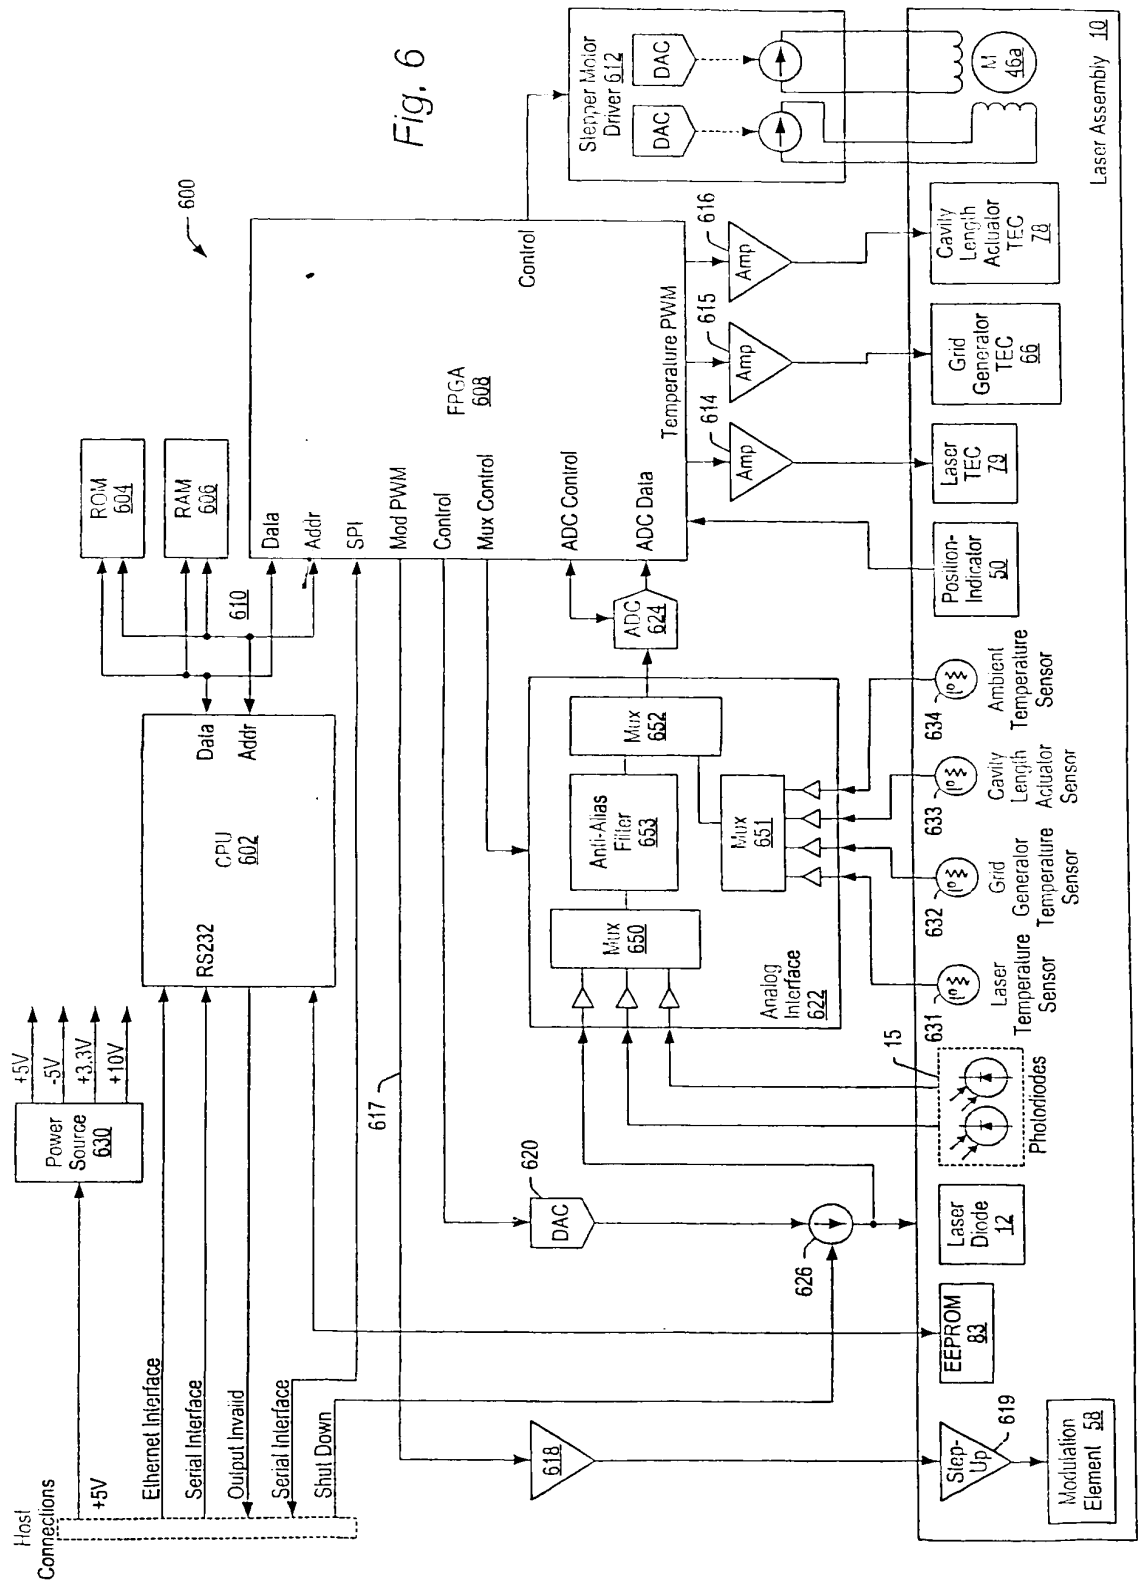 Fig. 6
600
Host
Connections
+5V
Power
Source
630
+5V
-5V
+3.3V
+10V
Ethernet Interface
Serial Interface
Output Invalid
Serial Interface
Shut Down
RS232
CPU
602
Data
Addr
ROM
604
RAM
606
610
Data
Addr
SPI
Mod PWM
Control
Mux Control
ADC Control
ADC Data
FPGA
608
Control
Temperature PWM
Stepper Motor
Driver 612
DAC
DAC
617
618
DAC
620
626
Analog
Interface
622
Mux
650
Anti-Alias
Filter
653
Mux
652
Mux
651
ADC
624
Amp
614
Amp
615
Amp
616
Step-
Up
619
Modulation
Element 58
EEPROM
83
Laser
Diode
12
15
Photodiodes
631
Laser
Temperature
Sensor
632
Grid
Generator
Temperature
Sensor
633
Cavity
Length
Actuator
Sensor
634
Ambient
Temperature
Sensor
Position-
Indicator
50
Laser
TEC
79
Grid
Generator
TEC
66
Cavity
Length
Actuator
TEC
78
M
46a
Laser Assembly 10